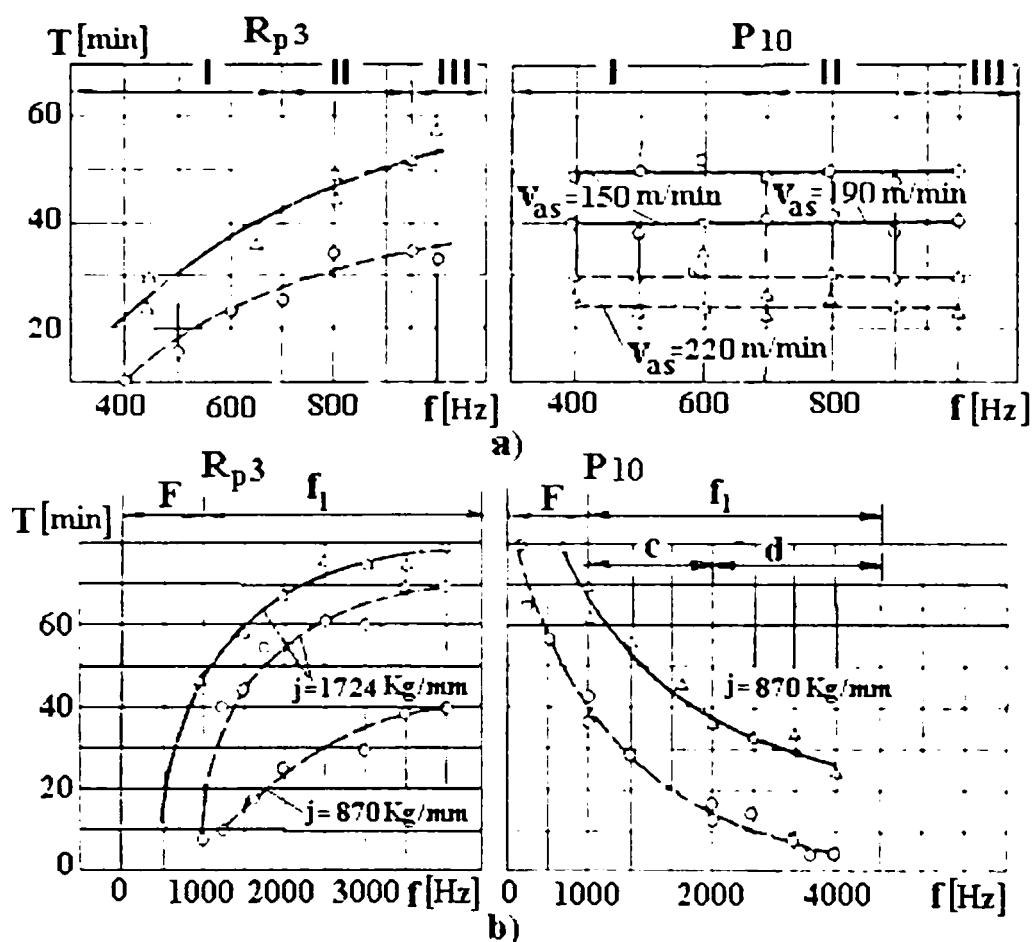 T [min] Rp3 P10
I II III I II III
60
40
20
Vas=150 m/min Vas=190 m/min
Vas=220 m/min
400 600 800 f [Hz] 400 600 800 f [Hz]
a)
Rp3 P10
F fl F fl
T [min]
c d
60
40
20
0
j=1724 Kg/mm
j=870 Kg/mm
j=870 Kg/mm
0 1000 2000 3000 f [Hz] 0 1000 2000 4000 f [Hz]
b)